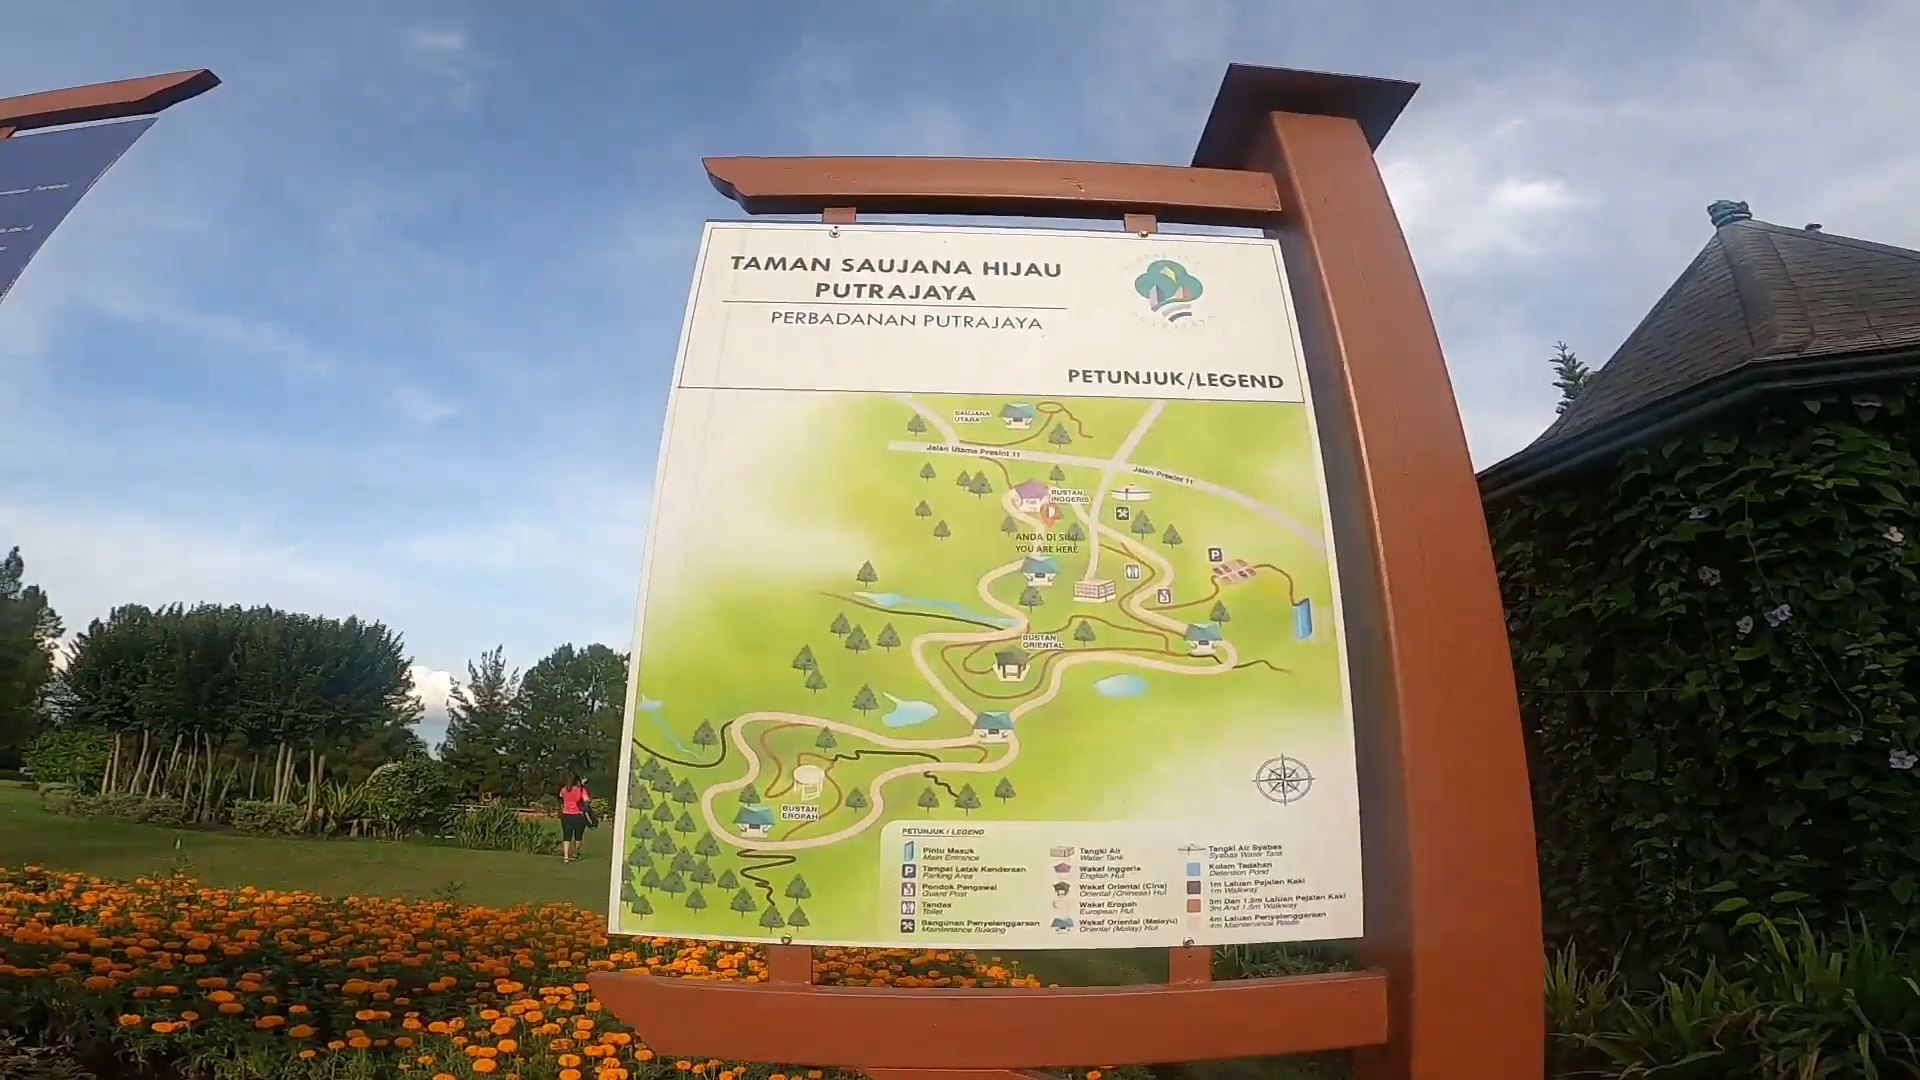 TAMAN SAUJANA HIJAU
PUTRAJAYA
PERBADANAN PUTRAJAYA
PETUNJUK/LEGEND
SAUJANA
UTARA
Jalan Utama Presint 11
Jalan Presint 11
BUSTAN
INGGERIS
ANDA DI SINI
YOU ARE HERE
P
BUSTAN
ORIENTAL
BUSTAN
EROPAH
PETUNJUK / LEGEND
Pintu Masuk
Main Entrance
P
Tempat Letak Kenderaan
Parking Area
Pondok Pengawal
Guard Post
Tandas
Toilet
Bangunan Penyelenggaraan
Maintenance Building
Tangki Air
Water Tank
Wakaf Inggeris
English Hut
Wakaf Oriental (Cina)
Oriental (Chinese) Hut
Wakaf Eropah
European Hut
Wakaf Oriental (Melayu)
Oriental (Malay) Hut
Tangki Air Syabas
Syabas Water Tank
Kolam Tadahan
Detention Pond
1m Laluan Pejalan Kaki
1m Walkway
3m Dan 1.5m Laluan Pejalan Kaki
3m And 1.5m Walkway
4m Laluan Penyelenggaraan
4m Maintenance Route